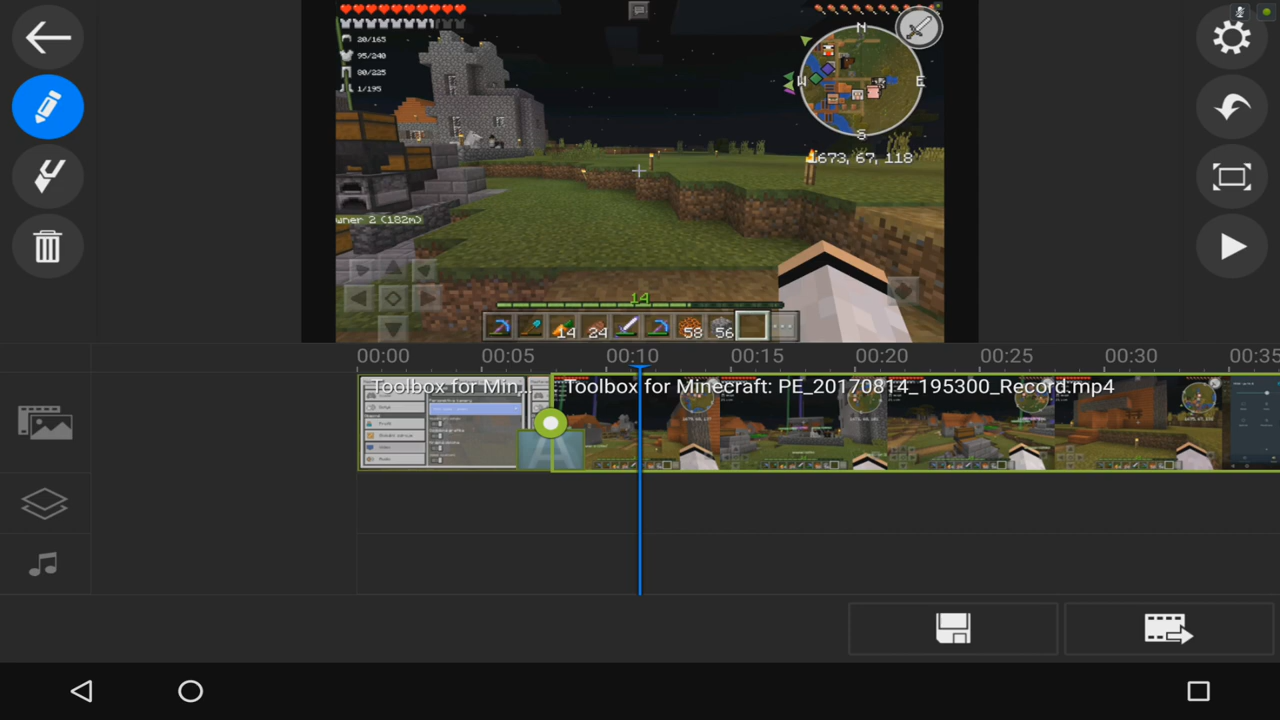 20/165
95/240
80/225
1/195
N
W
E
S
1673, 67, 118
wner 2 (182m)
14
14
24
58
56
00:00
00:05
00:10
00:15
00:20
00:25
00:30
00:35
Toolbox for Min...
Toolbox for Minecraft: PE_20170814_195300_Record.mp4